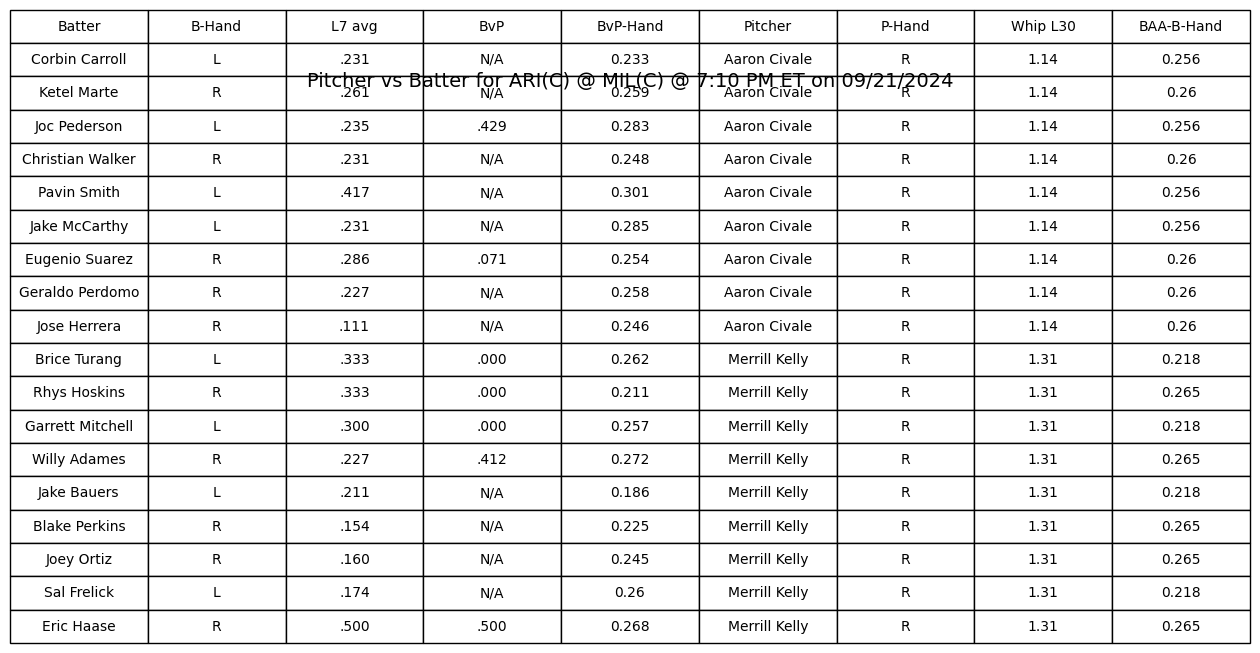 Batter B-Hand L7 avg BvP BvP-Hand Pitcher P-Hand Whip L30 BAA-B-Hand
Corbin Carroll L .231 N/A 0.233 Aaron Civale R 1.14 0.256
Pitcher vs Batter for ARI(C) @ MIL(C) @ 7:10 PM ET on 09/21/2024
Ketel Marte R .261 N/A 0.259 Aaron Civale R 1.14 0.26
Joc Pederson L .235 .429 0.283 Aaron Civale R 1.14 0.256
Christian Walker R .231 N/A 0.248 Aaron Civale R 1.14 0.26
Pavin Smith L .417 N/A 0.301 Aaron Civale R 1.14 0.256
Jake McCarthy L .231 N/A 0.285 Aaron Civale R 1.14 0.256
Eugenio Suarez R .286 .071 0.254 Aaron Civale R 1.14 0.26
Geraldo Perdomo R .227 N/A 0.258 Aaron Civale R 1.14 0.26
Jose Herrera R .111 N/A 0.246 Aaron Civale R 1.14 0.26
Brice Turang L .333 .000 0.262 Merrill Kelly R 1.31 0.218
Rhys Hoskins R .333 .000 0.211 Merrill Kelly R 1.31 0.265
Garrett Mitchell L .300 .000 0.257 Merrill Kelly R 1.31 0.218
Willy Adames R .227 .412 0.272 Merrill Kelly R 1.31 0.265
Jake Bauers L .211 N/A 0.186 Merrill Kelly R 1.31 0.218
Blake Perkins R .154 N/A 0.225 Merrill Kelly R 1.31 0.265
Joey Ortiz R .160 N/A 0.245 Merrill Kelly R 1.31 0.265
Sal Frelick L .174 N/A 0.26 Merrill Kelly R 1.31 0.218
Eric Haase R .500 .500 0.268 Merrill Kelly R 1.31 0.265